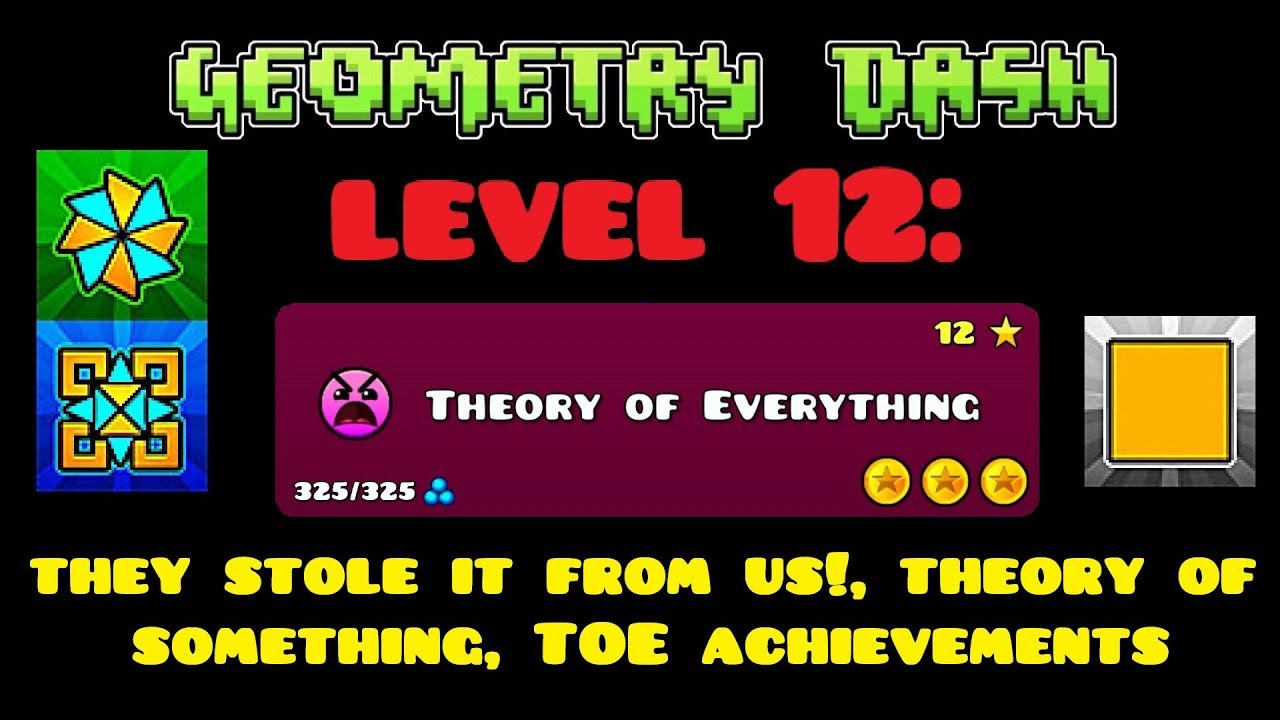 GEOMETRY DASH
LEVEL 12:
12
THEORY OF EVERYTHING
325/325
THEY STOLE IT FROM US!, THEORY OF
SOMETHING, TOE ACHIEVEMENTS